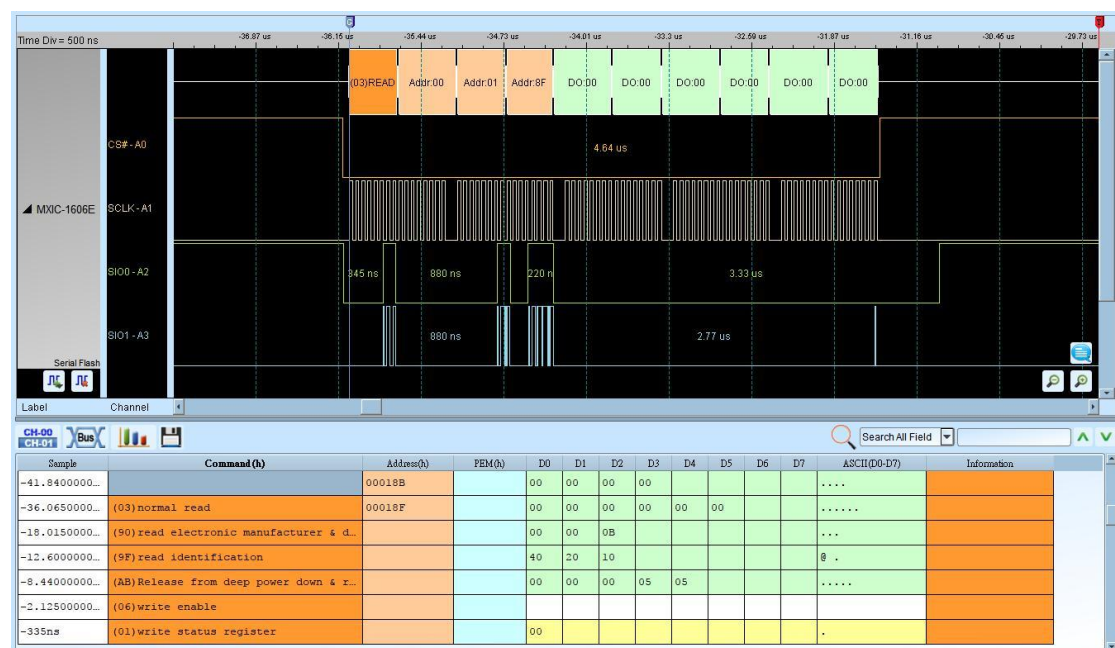 Time Div = 500 ns
-36.87 us -36.15 us -35.44 us -34.73 us -34.01 us -33.3 us -32.59 us -31.87 us -31.16 us -30.46 us -29.73 us
(03)READ Addr:00 Addr:01 Addr:8F DO:00 DO:00 DO:00 DO:00 DO:00 DO:00
CS# - A0 4.64 us
MXIC-1606E SCLK - A1
SIO0 - A2 345 ns 880 ns 220 n 3.33 us
SIO1 - A3 880 ns 2.77 us
Serial Flash
Label Channel
CH-00
CH-01 Bus Search All Field
Sample Command(h) Address(h) PEM(h) D0 D1 D2 D3 D4 D5 D6 D7 ASCII(D0-D7) Information
-41.8400000... 00018B 00 00 00 00 ....
-36.0650000... (03)normal read 00018F 00 00 00 00 00 00 ......
-18.0150000... (90)read electronic manufacturer & d... 00 00 0B ...
-12.6000000... (9F)read identification 40 20 10 @ .
-8.44000000... (AB)Release from deep power down & r... 00 00 00 05 05 .....
-2.12500000... (06)write enable
-335ns (01)write status register 00 .